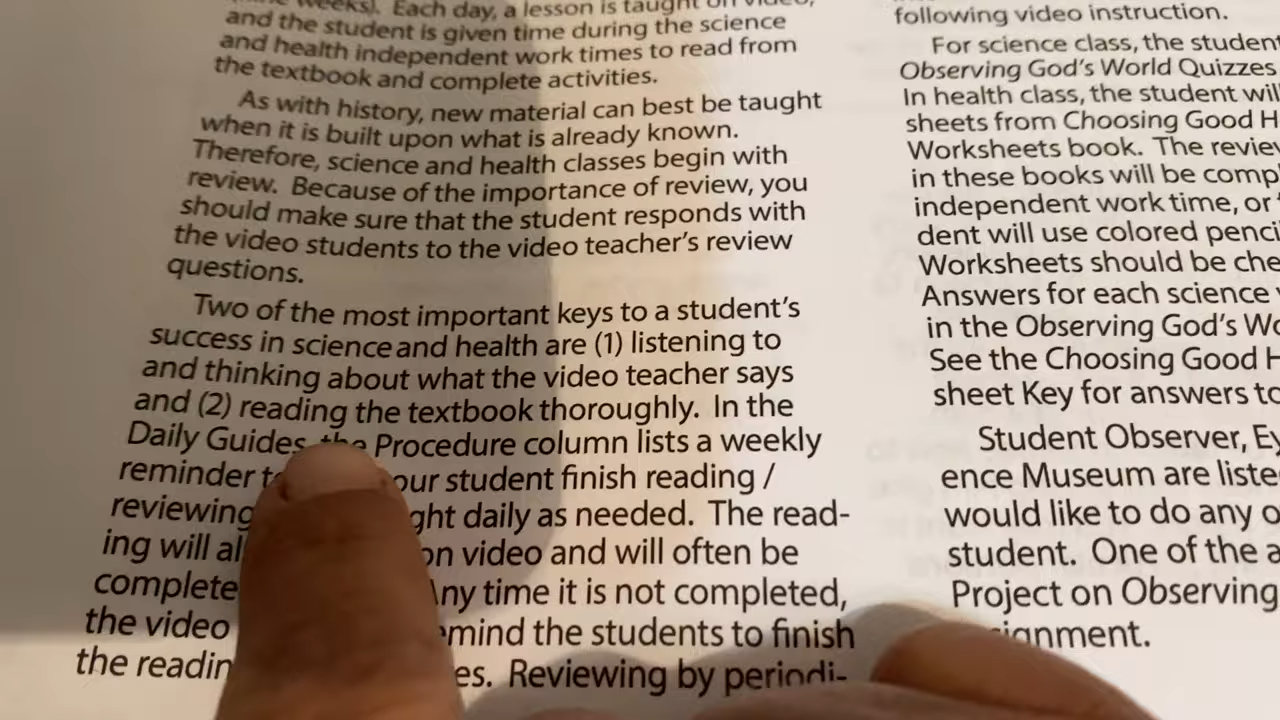 weeks). Each day, a lesson is taught on video,
and the student is given time during the science
and health independent work times to read from
the textbook and complete activities.
As with history, new material can best be taught
when it is built upon what is already known.
Therefore, science and health classes begin with
review. Because of the importance of review, you
should make sure that the student responds with
the video students to the video teacher's review
questions.
Two of the most important keys to a student's
success in science and health are (1) listening to
and thinking about what the video teacher says
and (2) reading the textbook thoroughly. In the
Daily Guides, the Procedure column lists a weekly
reminder our student finish reading /
reviewing daily as needed. The read-
ing will on video and will often be
complete Any time it is not completed,
the video remind the students to finish
the Reviewing by periodi-
following video instruction.
For science class, the student
Observing God's World Quizzes
In health class, the student will
sheets from Choosing Good H
Worksheets book. The review
in these books will be comp
independent work time, or
dent will use colored penci
Worksheets should be che
Answers for each science
in the Observing God's Wo
See the Choosing Good H
sheet Key for answers to
Student Observer, Ey
ence Museum are liste
would like to do any o
student. One of the a
Project on Observing
ignment.